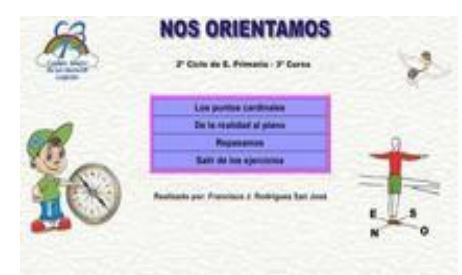 NOS ORIENTAMOS
2º Ciclo de E. Primaria - 3º Curso
Los puntos cardinales
De la realidad al plano
Repasamos
Salir de los ejercicios
Realizado por: Francisco J. Rodríguez San José
E S
N O